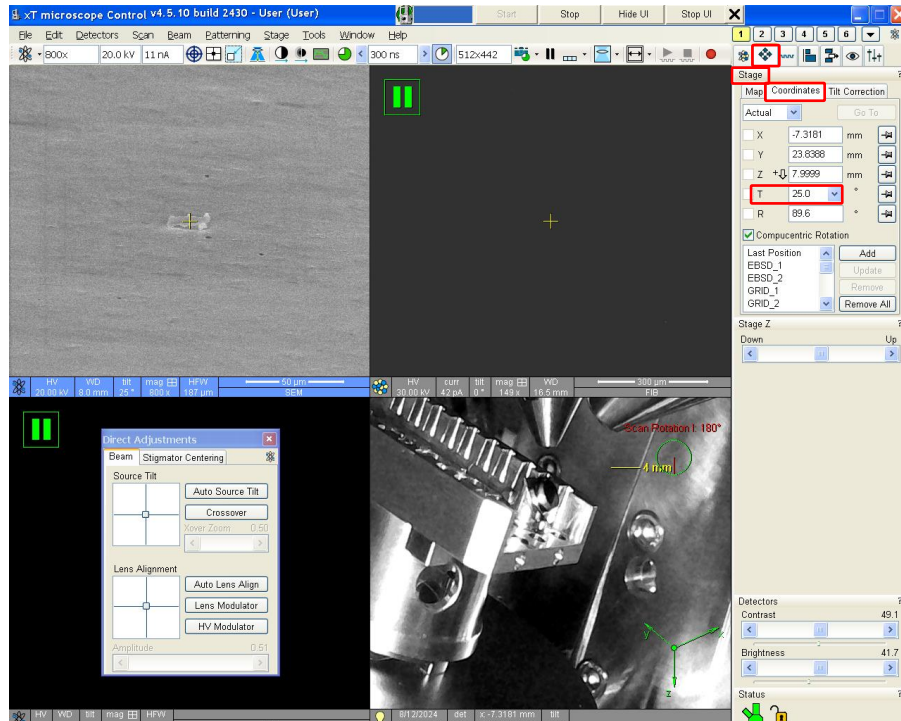 xT microscope Control v4.5.10 build 2430 - User (User)
Start Stop Hide UI Stop UI
File Edit Detectors Scan Beam Patterning Stage Tools Window Help
1 2 3 4 5 6
800x 20.0 kV 11 nA 300 ns 512x442
Stage ?
Map Coordinates Tilt Correction
Actual Go To
X -7.3181 mm
Y 23.8388 mm
Z 7.9999 mm
T 25.0 °
R 89.6 °
Compucentric Rotation
Last Position
EBSD_1
EBSD_2
GRID_1
GRID_2
Add
Update
Remove
Remove All
Stage Z ?
Down Up
HV WD tilt mag HFW 50 µm
20.00 kV 8.0 mm 25 ° 800 x 187 µm SEM
HV curr tilt mag WD 300 µm
30.00 kV 42 pA 0 ° 149 x 16.5 mm FIB
Direct Adjustments
Beam Stigmator Centering
Source Tilt
Auto Source Tilt
Crossover
Xover Zoom 0.50
Lens Alignment
Auto Lens Align
Lens Modulator
HV Modulator
Amplitude 0.51
Scan Rotation I: 180°
4 mm
y x
z
Detectors ?
Contrast 49.1
Brightness 41.7
Status ?
HV WD tilt mag HFW
8/12/2024 det x: -7.3181 mm tilt